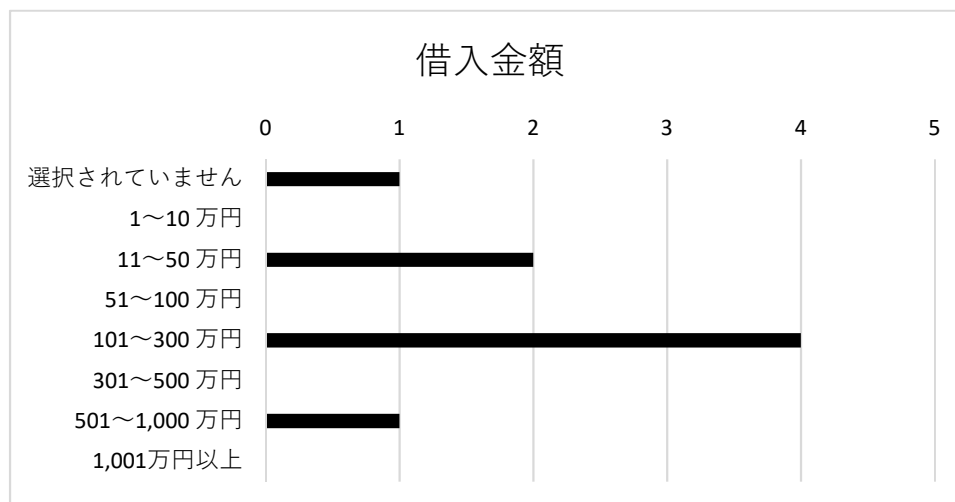 借入金額
0 1 2 3 4 5
選択されていません
1～10 万円
11～50 万円
51～100 万円
101～300 万円
301～500 万円
501～1,000 万円
1,001万円以上